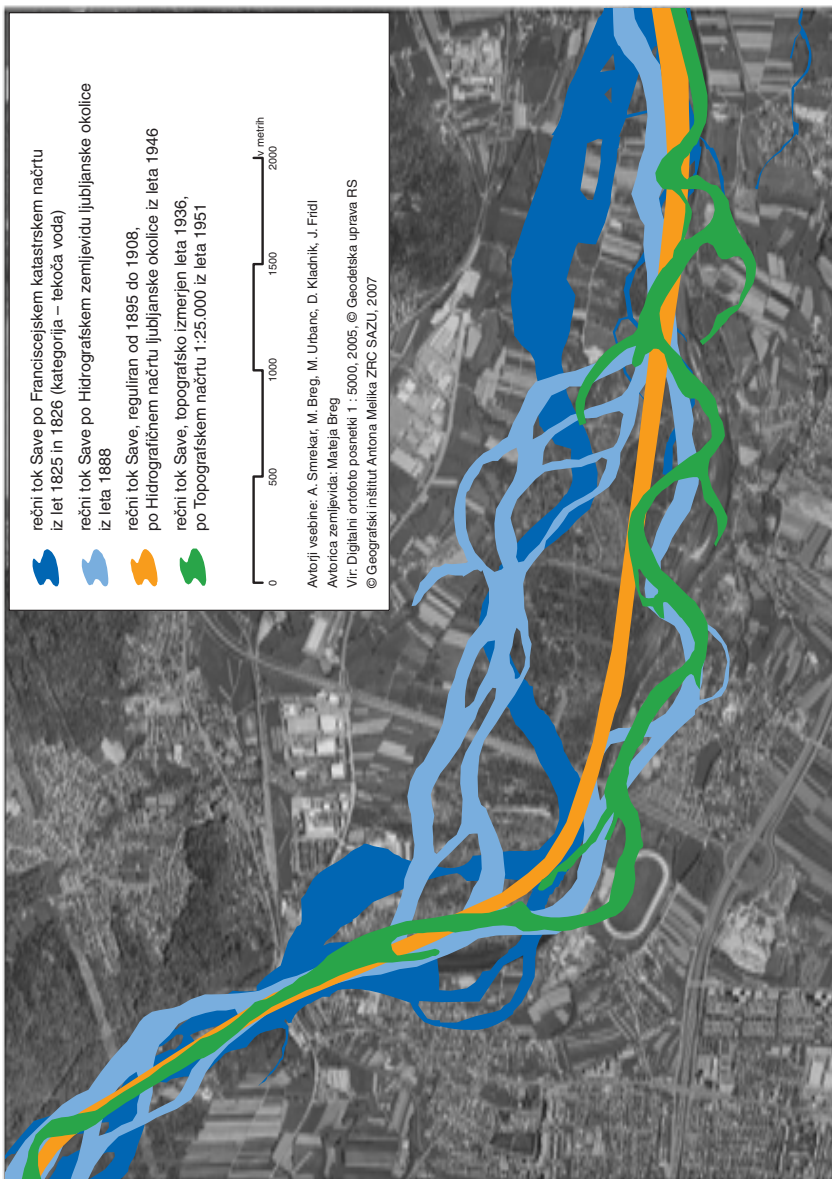 rečni tok Save po Franciscejskem katastrskem načrtu
iz let 1825 in 1826 (kategorija – tekoča voda)
rečni tok Save po Hidrografskem zemljevidu ljubljanske okolice
iz leta 1888
rečni tok Save, reguliran od 1895 do 1908,
po Hidrografičnem načrtu ljubljanske okolice iz leta 1946
rečni tok Save, topografsko izmerjen leta 1936,
po Topografskem načrtu 1:25.000 iz leta 1951
0 500 1000 1500 2000
v metrih
Avtorji vsebine: A. Smrekar, M. Breg, M. Urbanc, D. Kladnik, J. Fridl
Avtorica zemljevida: Mateja Breg
Vir: Digitalni ortofoto posnetki 1 : 5000, 2005, © Geodetska uprava RS
© Geografski inštitut Antona Melika ZRC SAZU, 2007